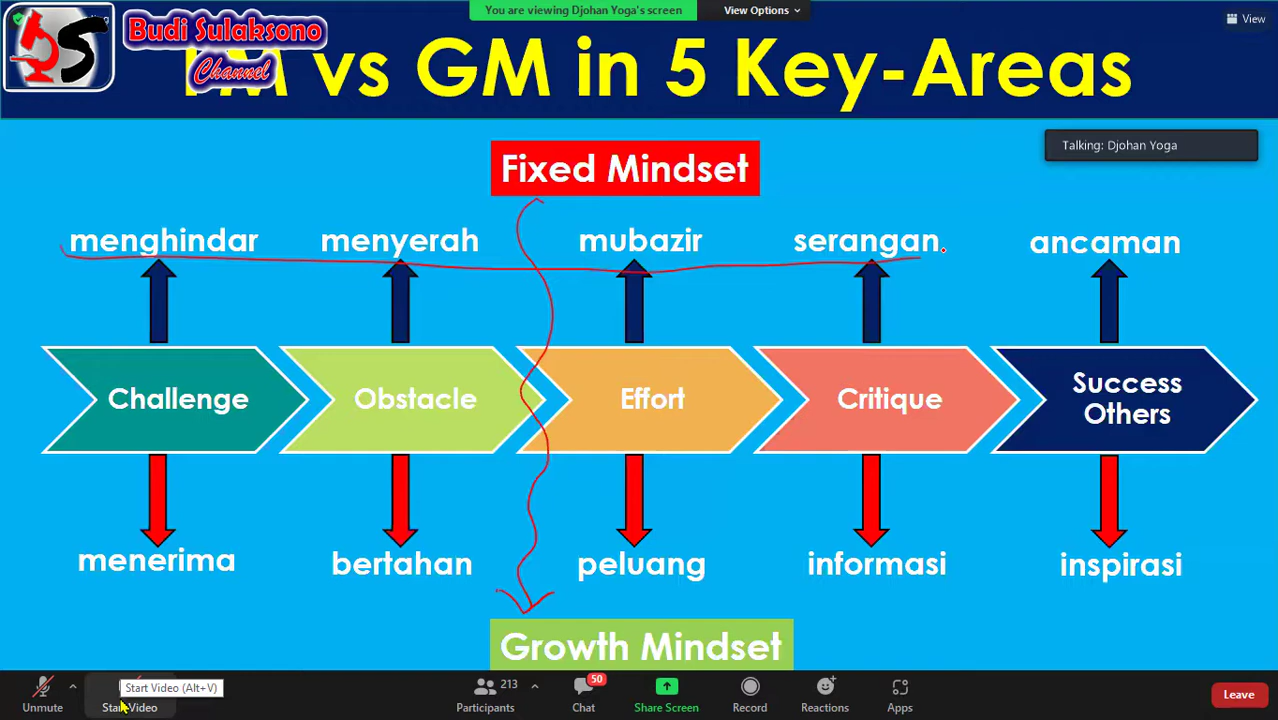 You are viewing Djohan Yoga's screen
View Options
View
S
Budi Sulaksono
Channel
vs GM in 5 Key-Areas
Talking: Djohan Yoga
Fixed Mindset
menghindar menyerah mubazir serangan ancaman
Challenge Obstacle Effort Critique Success
Others
menerima bertahan peluang informasi inspirasi
Growth Mindset
Start Video (Alt+V)
50
213
Unmute Start Video Participants Chat Share Screen Record Reactions Apps Leave